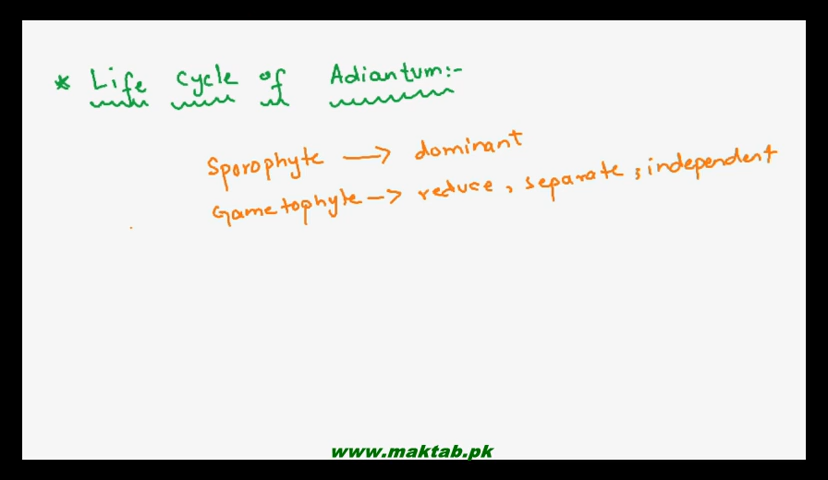 * Life Cycle of Adiantum:-
Sporophyte —> dominant
Gametophyte —> reduce, separate, independent
www.maktab.pk